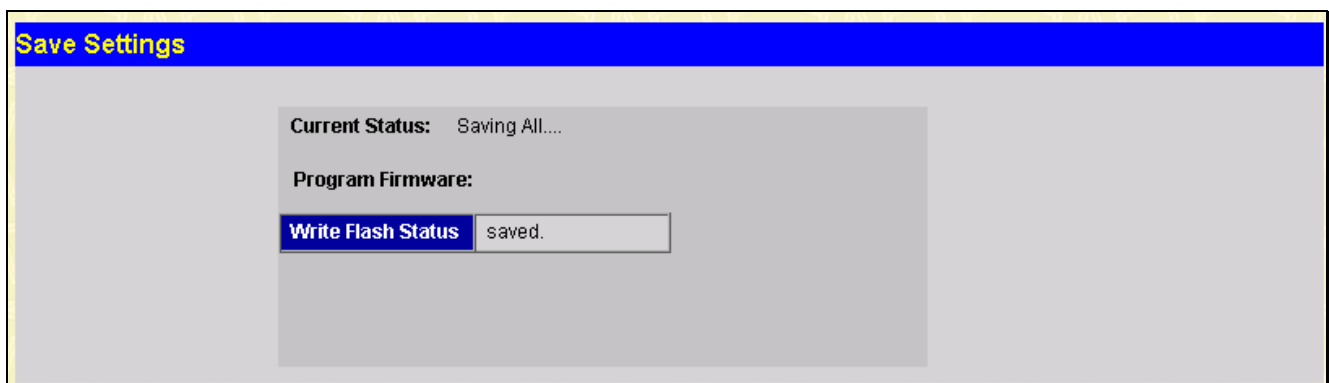 Save Settings
Current Status: Saving All....
Program Firmware:
Write Flash Status saved.